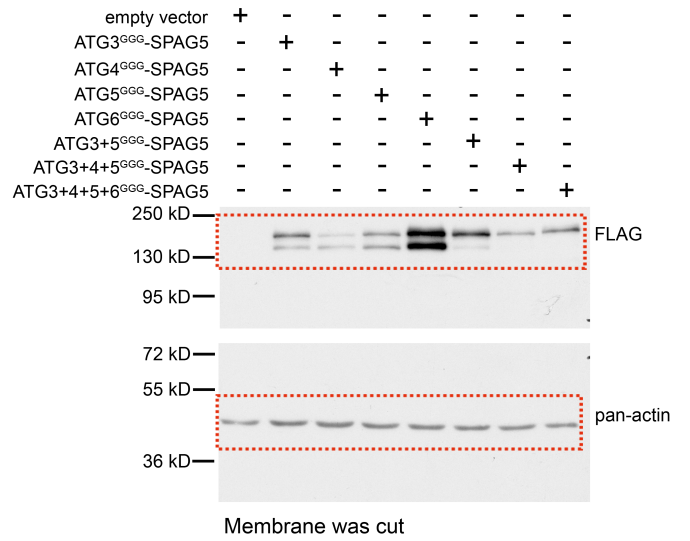 empty vector + - - - - - - -
ATG3ᴳᴳᴳ-SPAG5 - + - - - - - -
ATG4ᴳᴳᴳ-SPAG5 - - + - - - - -
ATG5ᴳᴳᴳ-SPAG5 - - - + - - - -
ATG6ᴳᴳᴳ-SPAG5 - - - - + - - -
ATG3+5ᴳᴳᴳ-SPAG5 - - - - - + - -
ATG3+4+5ᴳᴳᴳ-SPAG5 - - - - - - + -
ATG3+4+5+6ᴳᴳᴳ-SPAG5 - - - - - - - +
250 kD
FLAG
130 kD
95 kD
72 kD
55 kD
pan-actin
36 kD
Membrane was cut